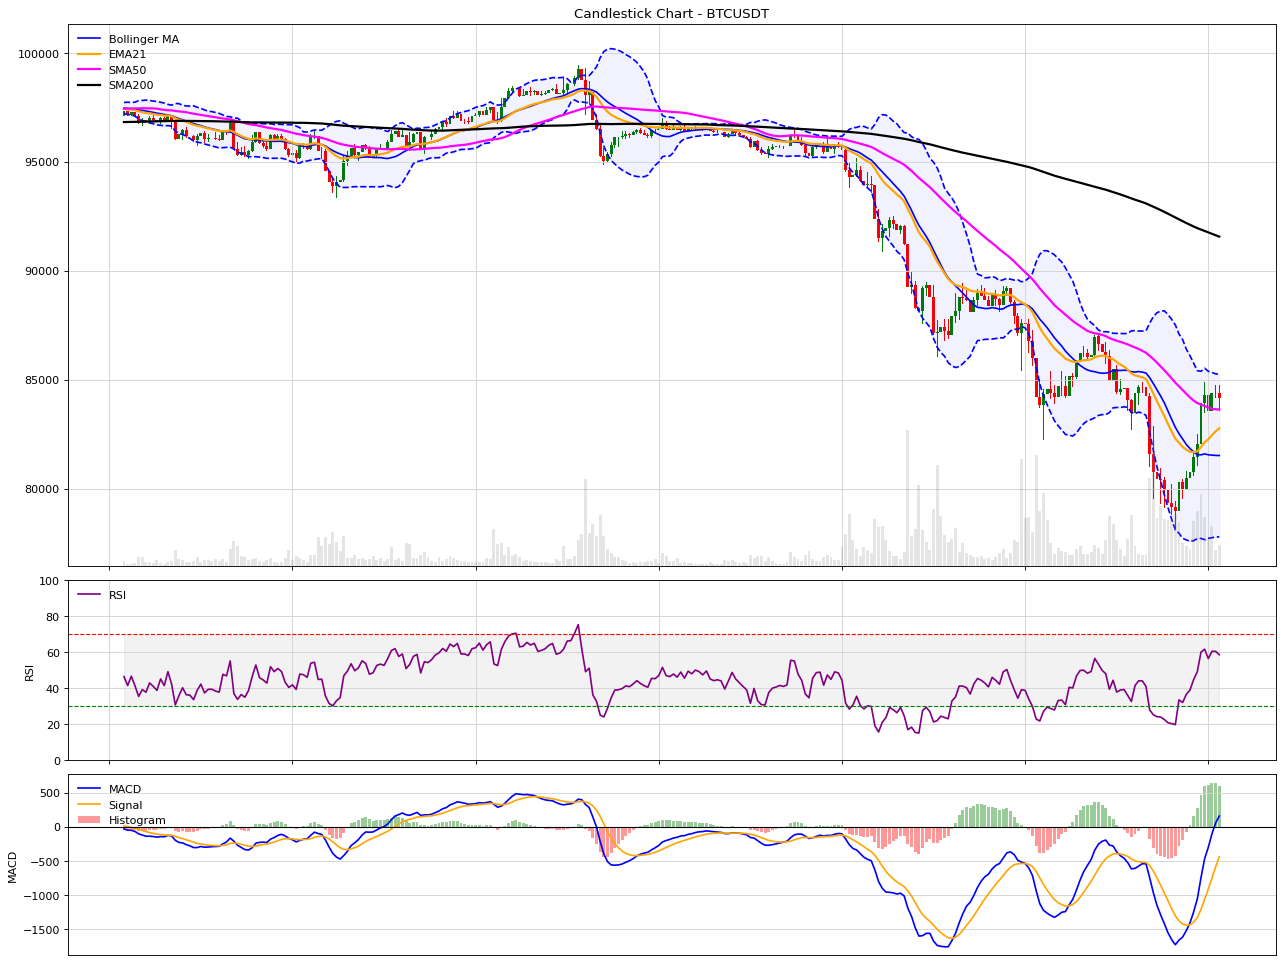 Candlestick Chart - BTCUSDT
Bollinger MA
EMA21
SMA50
SMA200
100000
95000
90000
85000
80000
RSI
RSI
100
80
60
40
20
0
MACD
Signal
Histogram
MACD
500
0
−500
−1000
−1500